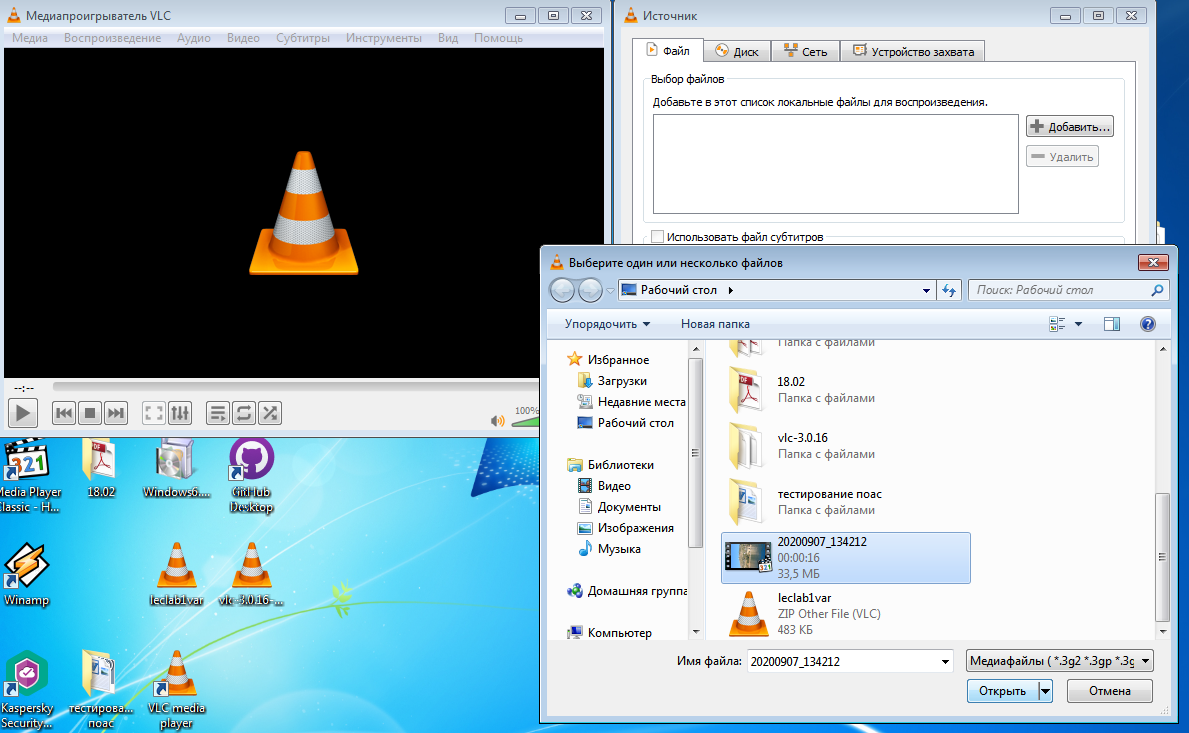 Медиапроигрыватель VLC
Медиа Воспроизведение Аудио Видео Субтитры Инструменты Вид Помощь
--:--
100%
Источник
Файл Диск Сеть Устройство захвата
Выбор файлов
Добавьте в этот список локальные файлы для воспроизведения.
Добавить...
Удалить
Использовать файл субтитров
Выберите один или несколько файлов
Рабочий стол
Поиск: Рабочий стол
Упорядочить Новая папка
Избранное
Загрузки
Недавние места
Рабочий стол
Библиотеки
Видео
Документы
Изображения
Музыка
Домашняя группа
Компьютер
Папка с файлами
18.02
Папка с файлами
vlc-3.0.16
Папка с файлами
тестирование поас
Папка с файлами
20200907_134212
00:00:16
33,5 МБ
leclab1var
ZIP Other File (VLC)
483 КБ
Имя файла: 20200907_134212
Медиафайлы ( *.3g2 *.3gp *.3g
Открыть Отмена
Media Player
Classic - H...
18.02
Windows6....
GitHub
Desktop
Winamp
leclab1var
vlc-3.0.16-...
Kaspersky
Security...
тестирова...
поас
VLC media
player